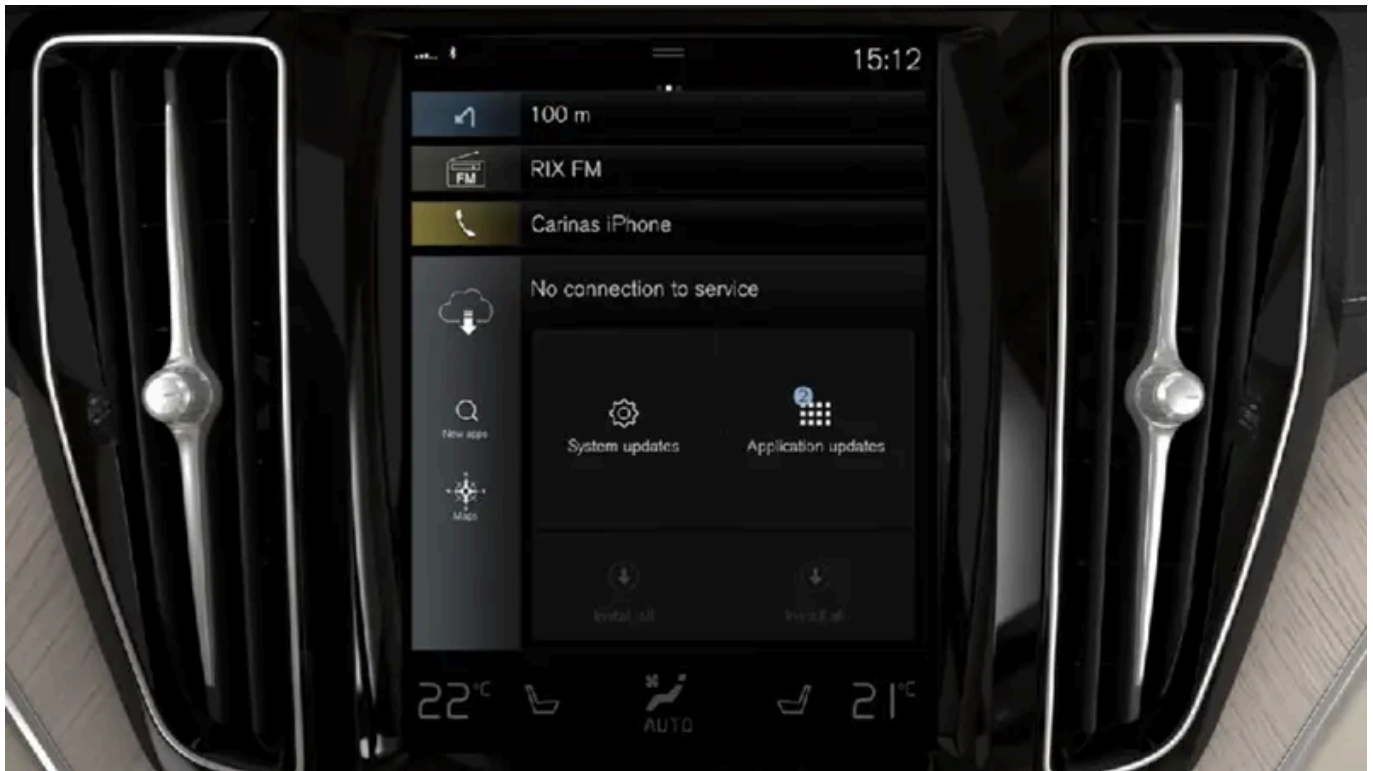 15:12
100 m
FM
RIX FM
Carinas iPhone
No connection to service
2
New apps
System updates
Application updates
Maps
Install all
Install all
22°C
AUTO
21°C